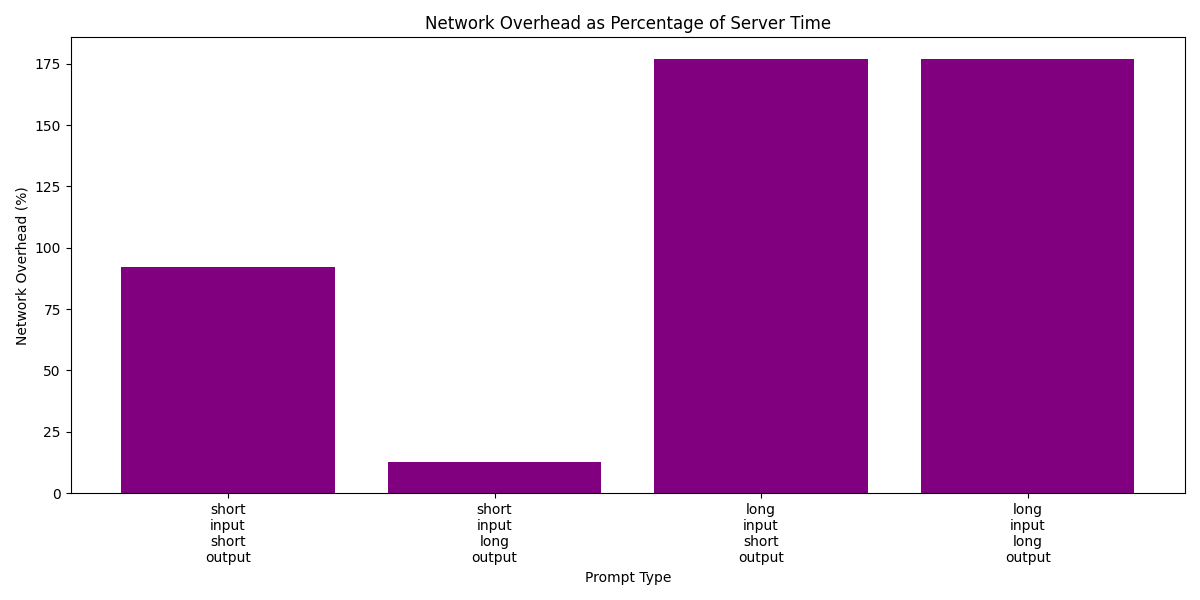 Network Overhead as Percentage of Server Time
Network Overhead (%)
175
150
125
100
75
50
25
0
short
input
short
output
short
input
long
output
long
input
short
output
long
input
long
output
Prompt Type